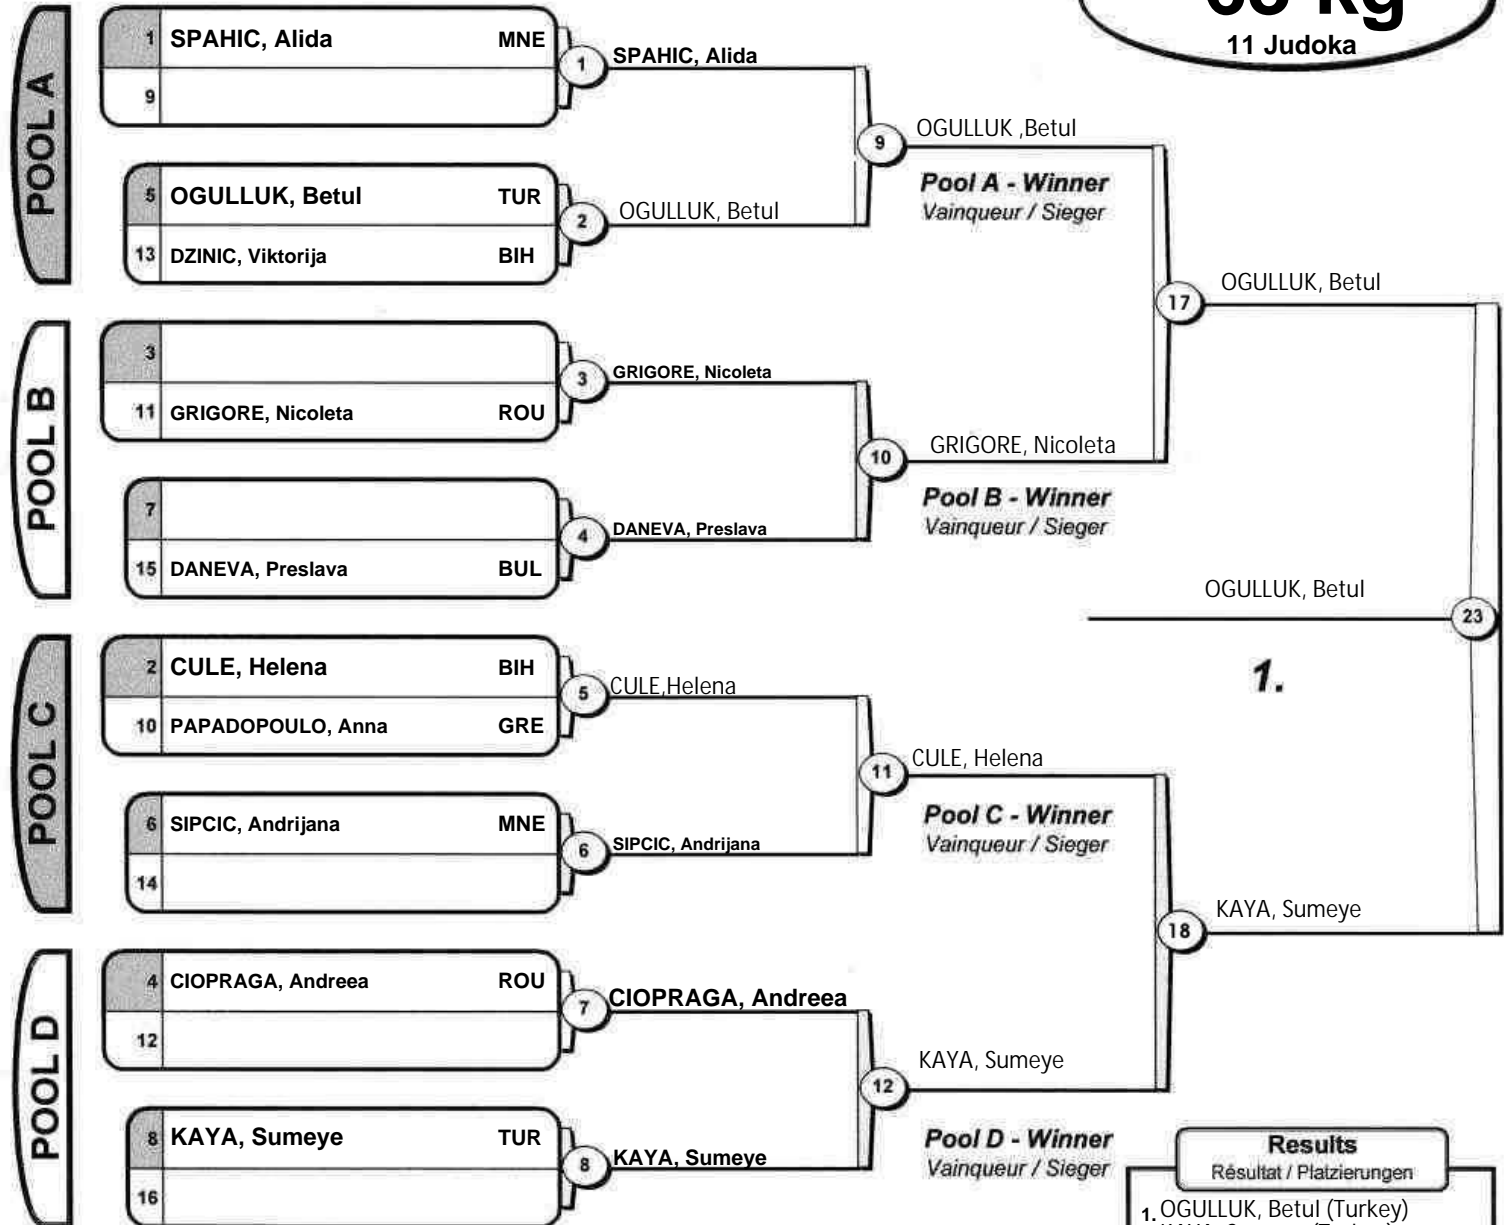 11 Judoka
POOL A
1 SPAHIC, Alida MNE
9
1 SPAHIC, Alida
5 OGULLUK, Betul TUR
13 DZINIC, Viktorija BIH
2 OGULLUK, Betul
9 OGULLUK ,Betul
Pool A - Winner
Vainqueur / Sieger
POOL B
3
11 GRIGORE, Nicoleta ROU
3 GRIGORE, Nicoleta
7
15 DANEVA, Preslava BUL
4 DANEVA, Preslava
10 GRIGORE, Nicoleta
Pool B - Winner
Vainqueur / Sieger
17 OGULLUK, Betul
OGULLUK, Betul 23
1.
POOL C
2 CULE, Helena BIH
10 PAPADOPOULO, Anna GRE
5 CULE,Helena
6 SIPCIC, Andrijana MNE
14
6 SIPCIC, Andrijana
11 CULE, Helena
Pool C - Winner
Vainqueur / Sieger
18 KAYA, Sumeye
POOL D
4 CIOPRAGA, Andreea ROU
12
7 CIOPRAGA, Andreea
8 KAYA, Sumeye TUR
16
8 KAYA, Sumeye
12 KAYA, Sumeye
Pool D - Winner
Vainqueur / Sieger
Results
Résultat / Platzierungen
1. OGULLUK, Betul (Turkey)